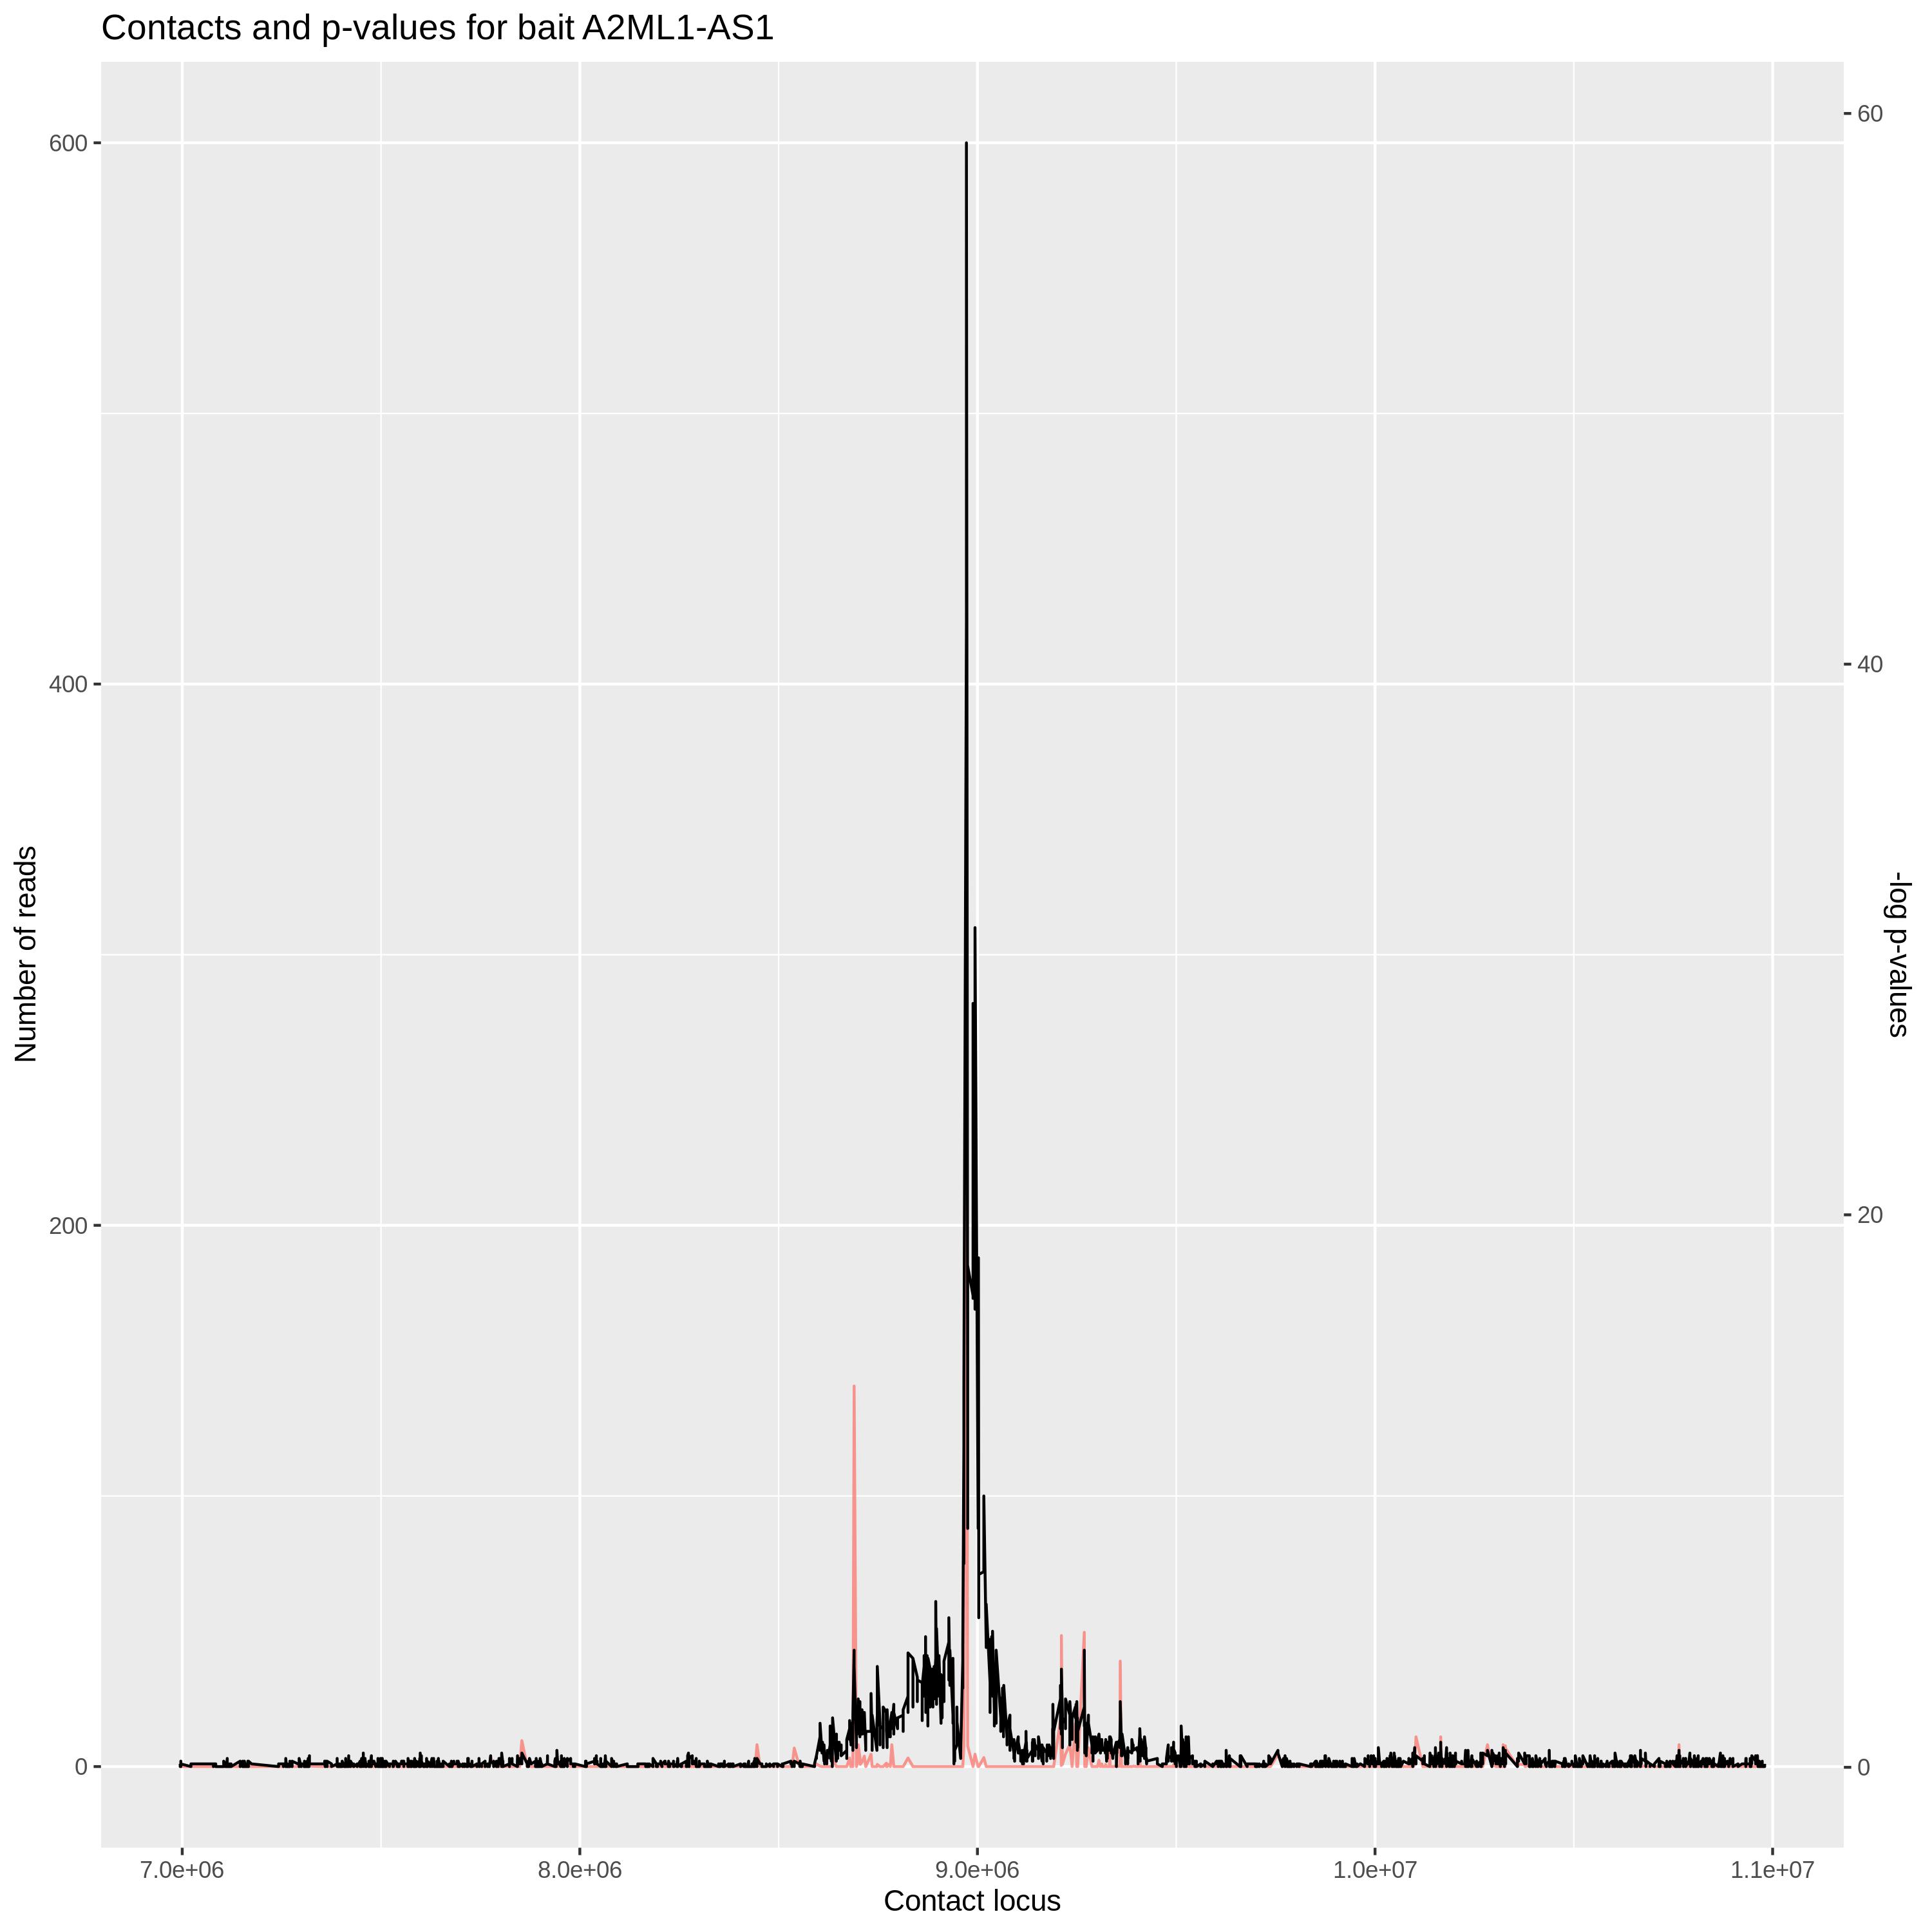 Contacts and p-values for bait A2ML1-AS1
600
400
200
0
Number of reads
60
40
20
0
-log p-values
7.0e+06
8.0e+06
9.0e+06
1.0e+07
1.1e+07
Contact locus